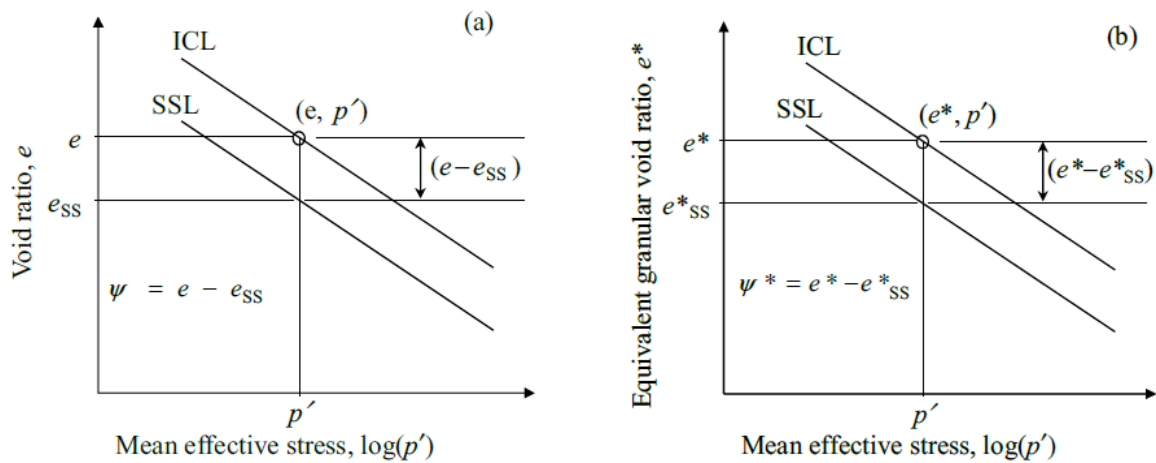 (a)
ICL
SSL
(e, p′)
e
(e−eSS)
eSS
ψ = e − eSS
Void ratio, e
p′
Mean effective stress, log(p′)
(b)
ICL
SSL
(e*, p′)
e*
(e*−e*SS)
e*SS
ψ* = e*−e*SS
Equivalent granular void ratio, e*
p′
Mean effective stress, log(p′)